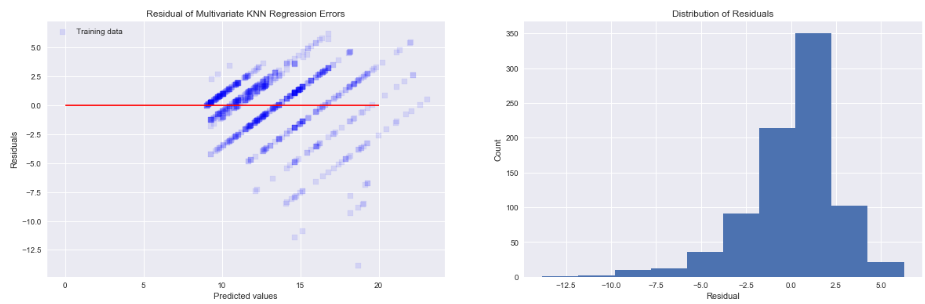 Residual of Multivariate KNN Regression Errors
Training data
5.0
2.5
0.0
−2.5
−5.0
−7.5
−10.0
−12.5
Residuals
0 5 10 15 20
Predicted values
Distribution of Residuals
350
300
250
200
150
100
50
0
Count
−12.5 −10.0 −7.5 −5.0 −2.5 0.0 2.5 5.0
Residual